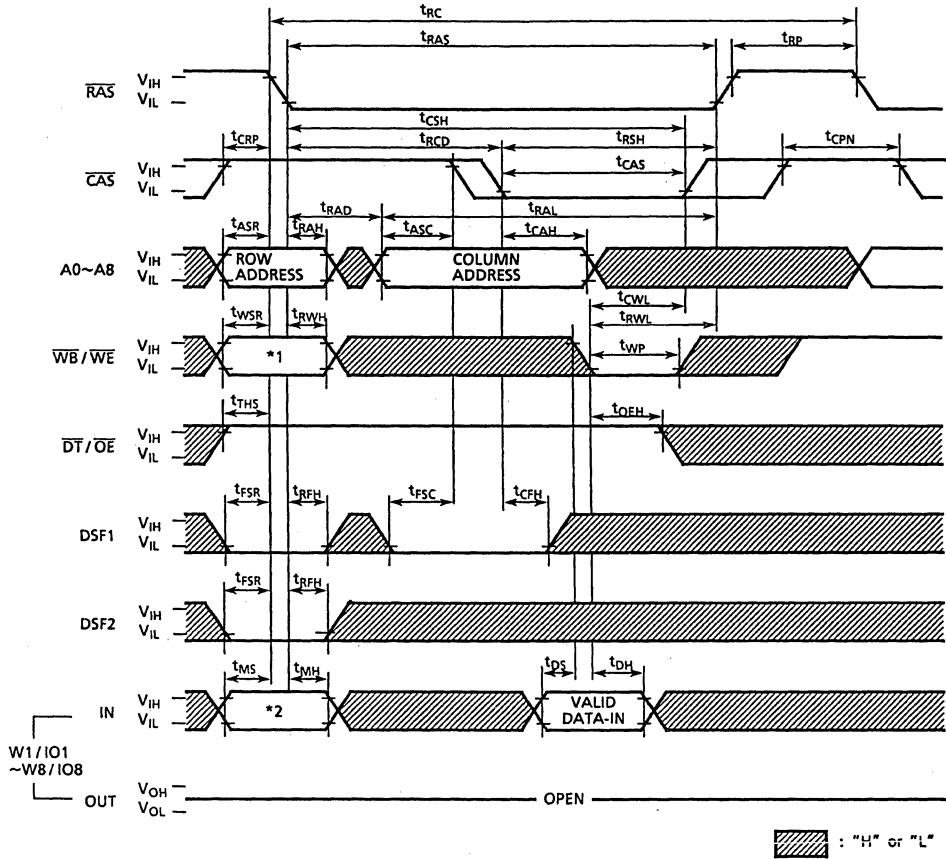 tRC
tRAS
tRP
RAS
VIH
VIL
tCSH
tCRP
tRCD
tRSH
tCPN
tCAS
CAS
VIH
VIL
tRAD
tRAL
tASR
tRAH
tASC
tCAH
A0~A8
VIH
VIL
ROW ADDRESS
COLUMN ADDRESS
tCWL
tWSR
tRWH
tRWL
WB/WE
VIH
VIL
*1
tWP
tTHS
tOEH
DT/OE
VIH
VIL
tFSR
tRFH
tFSC
tCFH
DSF1
VIH
VIL
tFSR
tRFH
DSF2
VIH
VIL
tMS
tMH
tDS
tDH
IN
VIH
VIL
*2
VALID DATA-IN
W1/IO1
~W8/IO8
OUT
VOH
VOL
OPEN
: "H" or "L"